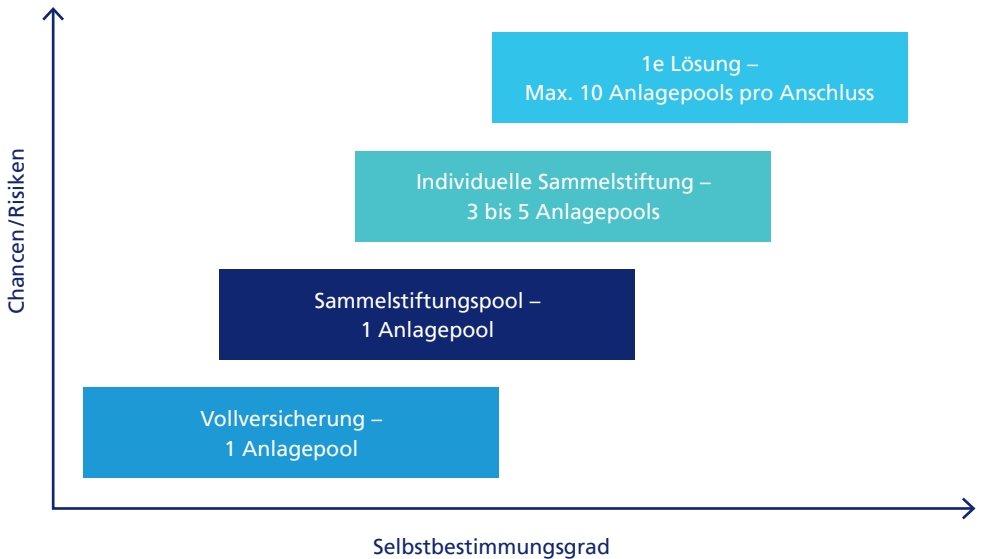 Chancen/Risiken
1e Lösung –
Max. 10 Anlagepools pro Anschluss
Individuelle Sammelstiftung –
3 bis 5 Anlagepools
Sammelstiftungspool –
1 Anlagepool
Vollversicherung –
1 Anlagepool
Selbstbestimmungsgrad